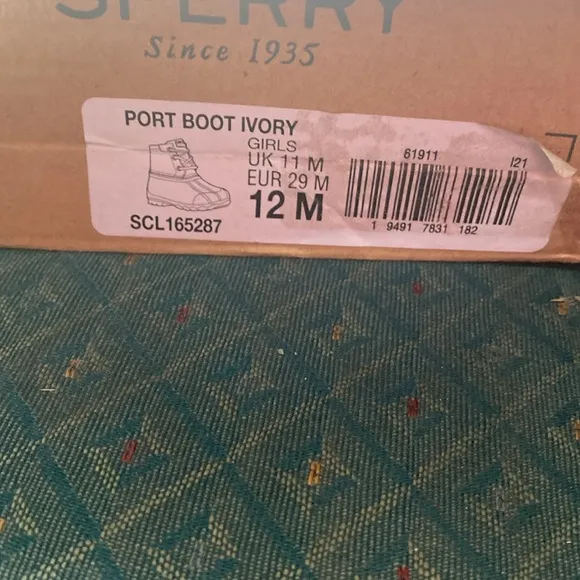 SPERRY
Since 1935
PORT BOOT IVORY
GIRLS
UK 11 M
EUR 29 M
12 M
SCL165287
61911 I21
1 9491 7831 182